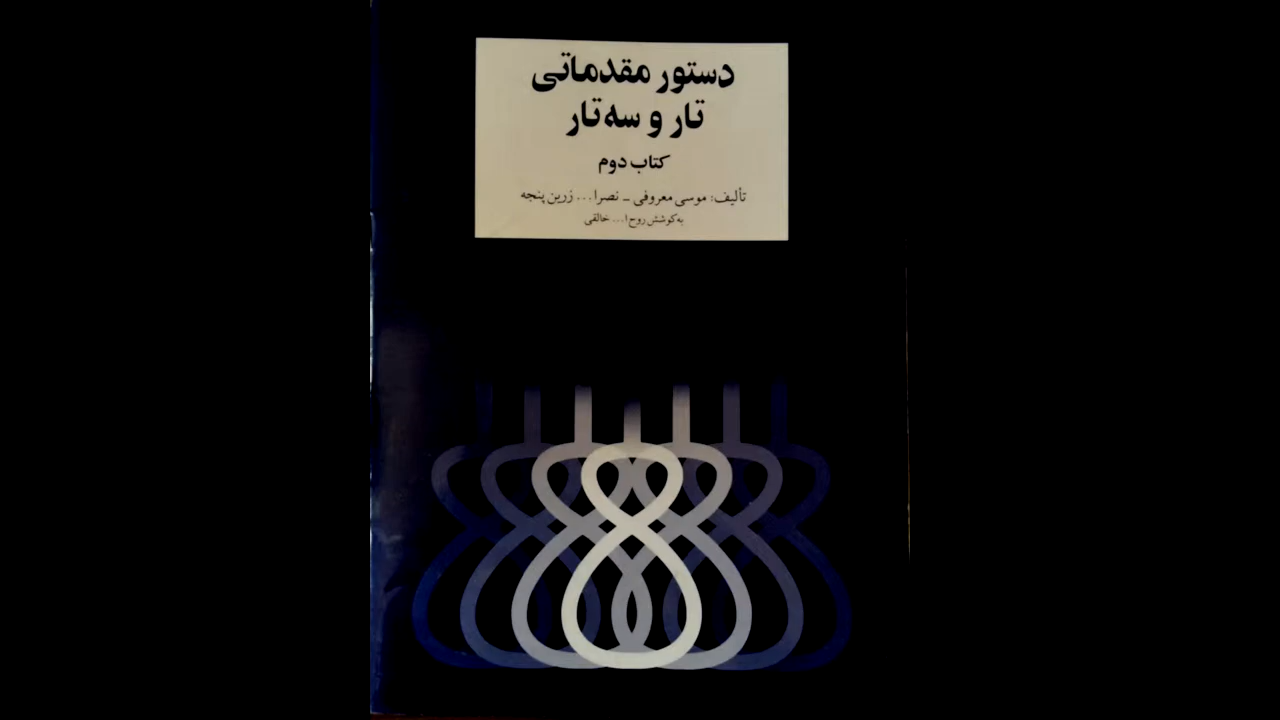 دستور مقدماتی
تار و سه‌تار
کتاب دوم
تألیف: موسی معروفی ـ نصرا... زرین پنجه
به‌کوشش روح ا... خالقی